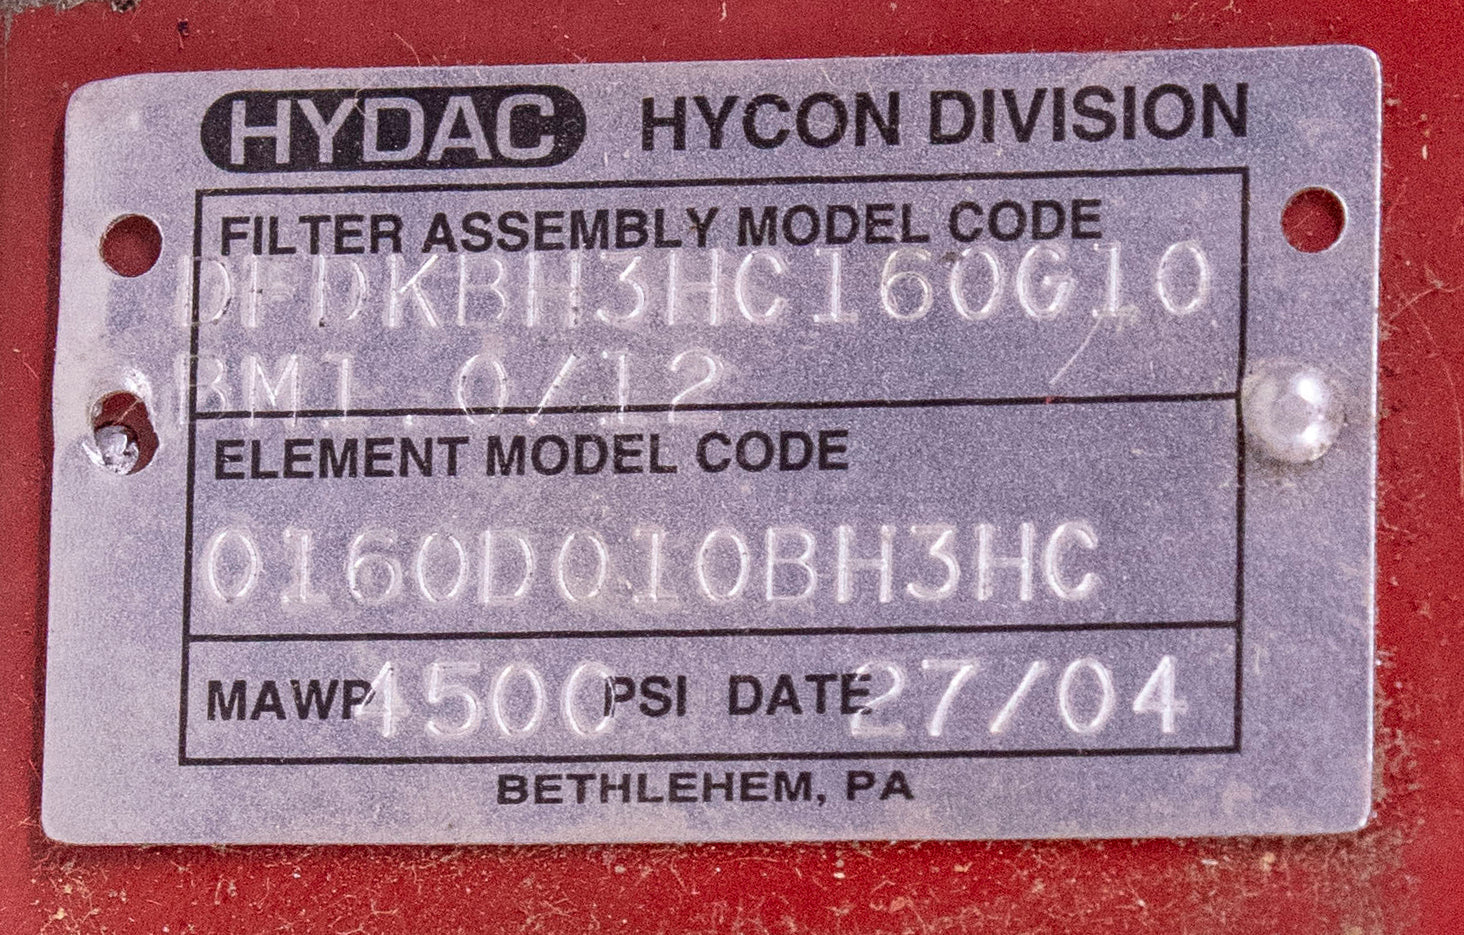 HYDAC HYCON DIVISION
FILTER ASSEMBLY MODEL CODE
DFDKBH3HC160G10
BM1.0/12
ELEMENT MODEL CODE
0160D010BH3HC
MAWP 4500 PSI DATE 27/04
BETHLEHEM, PA